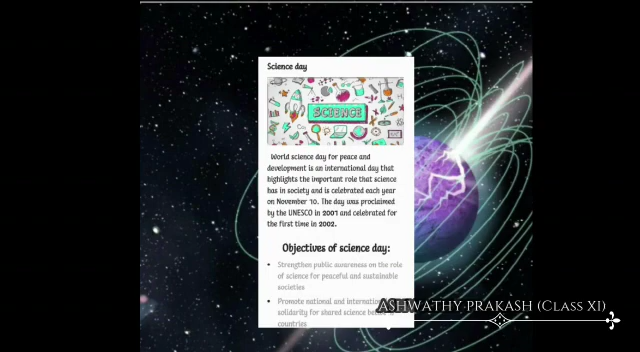 Science day
SCIENCE
World science day for peace and
development is an international day that
highlights the important role that science
has in society and is celebrated each year
on November 10. The day was proclaimed
by the UNESCO in 2001 and celebrated for
the first time in 2002.
Objectives of science day:
• Strengthen public awareness on the role
of science for peaceful and sustainable
societies
• Promote national and
solidarity for shared science
countries
ASHWATHY PRAKASH (CLASS XI)